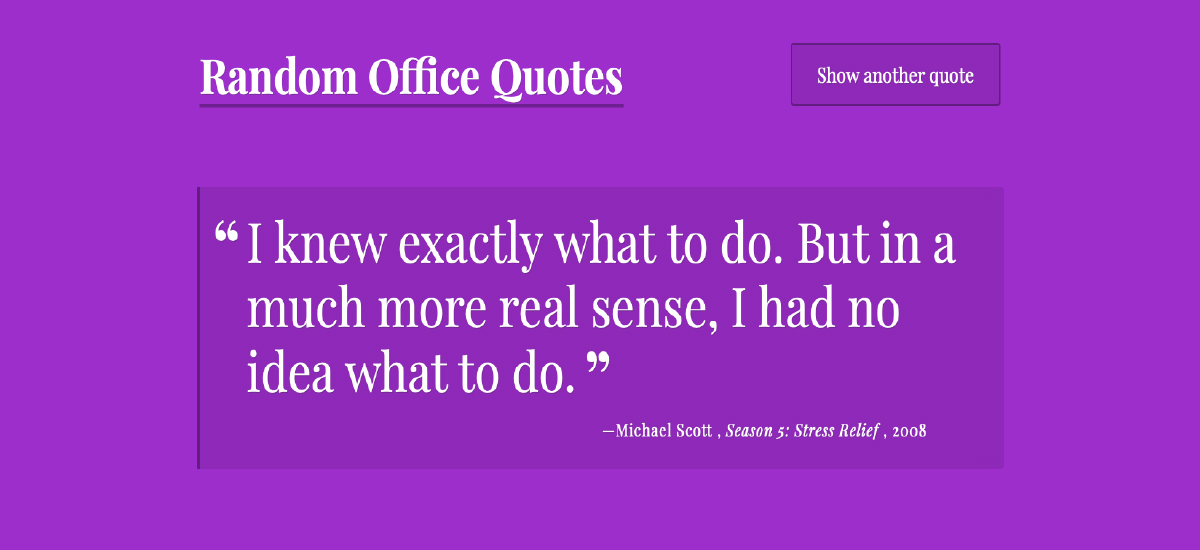 Random Office Quotes
Show another quote
“ I knew exactly what to do. But in a
much more real sense, I had no
idea what to do. ”
—Michael Scott , Season 5: Stress Relief , 2008